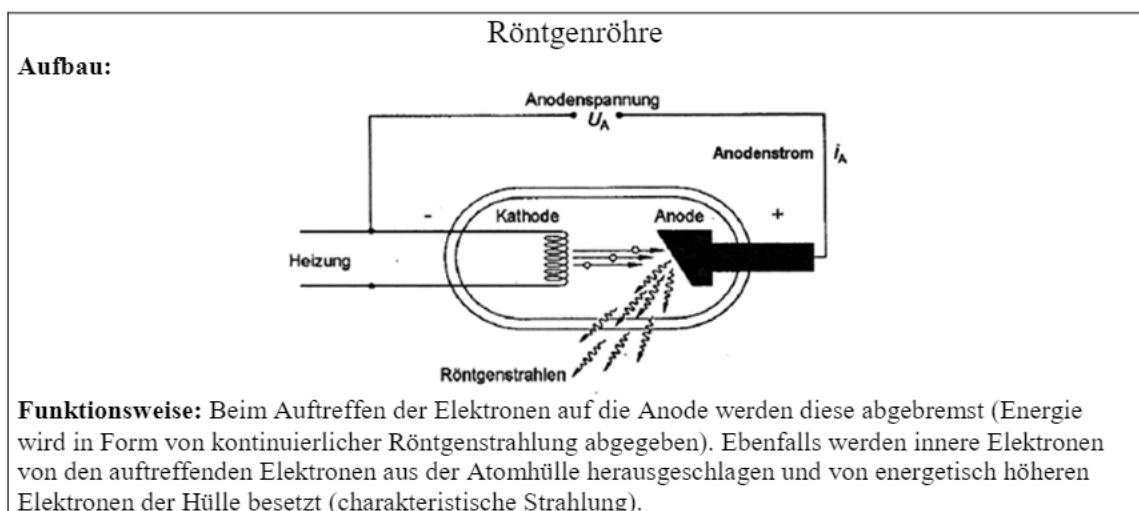 Röntgenröhre
Aufbau:
Anodenspannung
U_A
Anodenstrom i_A
- Kathode Anode +
Heizung
Röntgenstrahlen
Funktionsweise: Beim Auftreffen der Elektronen auf die Anode werden diese abgebremst (Energie
wird in Form von kontinuierlicher Röntgenstrahlung abgegeben). Ebenfalls werden innere Elektronen
von den auftreffenden Elektronen aus der Atomhülle herausgeschlagen und von energetisch höheren
Elektronen der Hülle besetzt (charakteristische Strahlung).